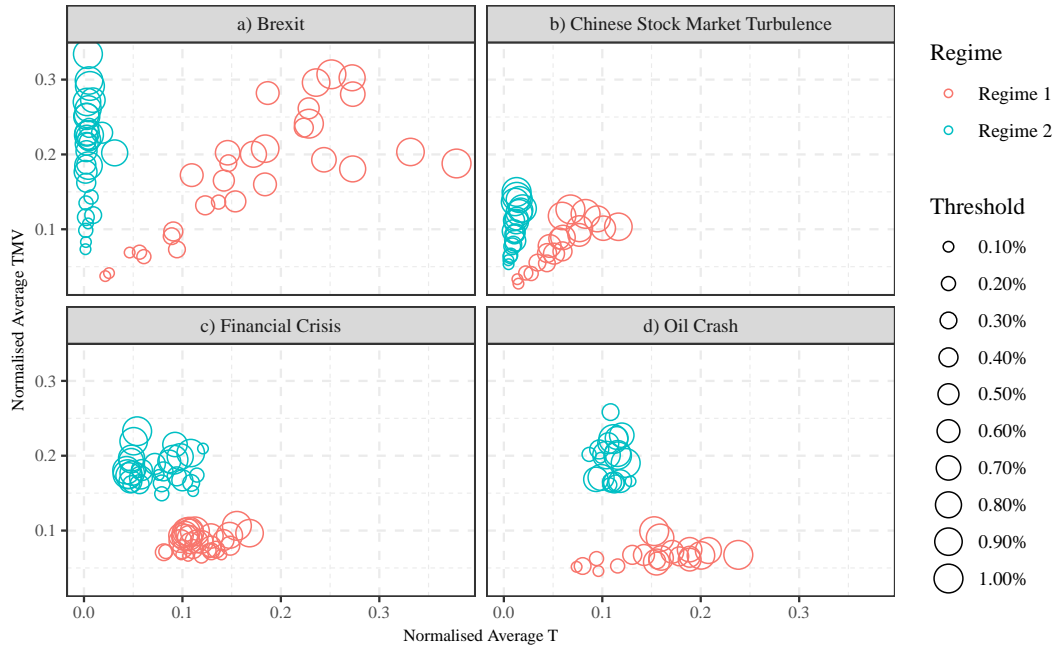 a) Brexit
b) Chinese Stock Market Turbulence
0.3
0.2
0.1
c) Financial Crisis
d) Oil Crash
0.3
0.2
0.1
0.0 0.1 0.2 0.3
0.0 0.1 0.2 0.3
Normalised Average T
Normalised Average TMV
Regime
Regime 1
Regime 2
Threshold
0.10%
0.20%
0.30%
0.40%
0.50%
0.60%
0.70%
0.80%
0.90%
1.00%